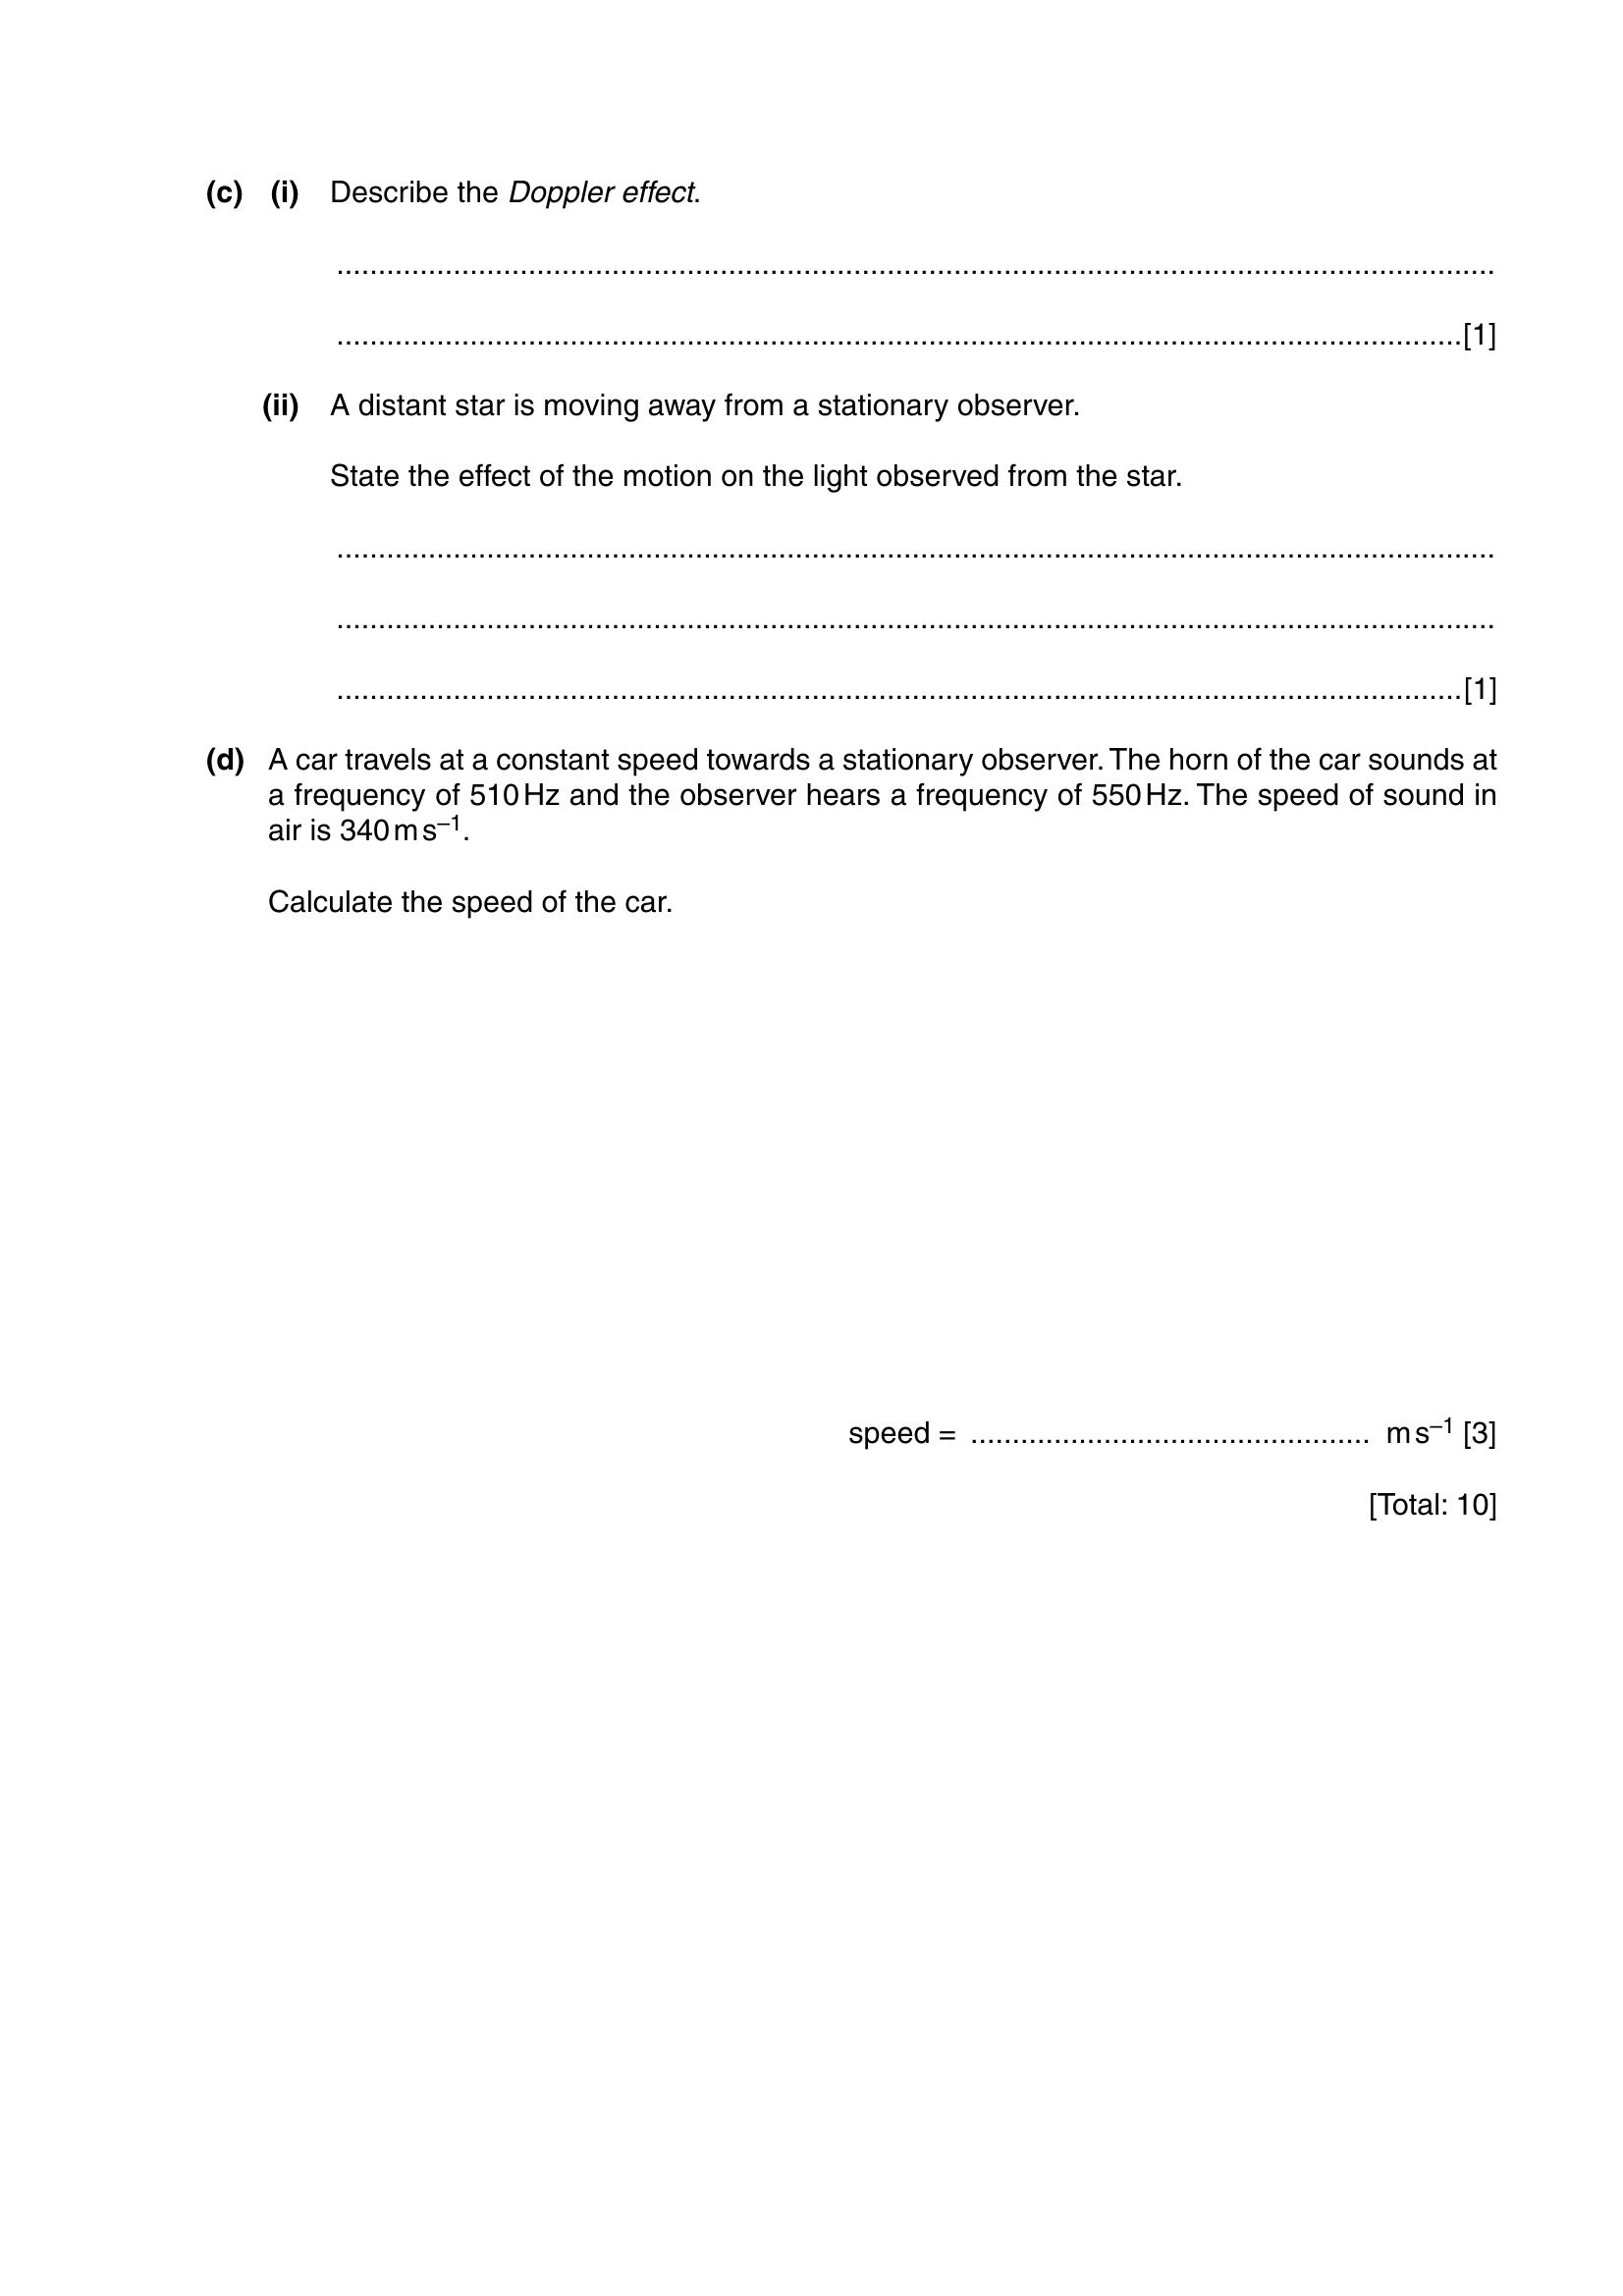 (c) (i) Describe the Doppler effect.
..........................................................................................................................................
......................................................................................................................................[1]
(ii) A distant star is moving away from a stationary observer.
State the effect of the motion on the light observed from the star.
..........................................................................................................................................
..........................................................................................................................................
......................................................................................................................................[1]
(d) A car travels at a constant speed towards a stationary observer. The horn of the car sounds at
a frequency of 510 Hz and the observer hears a frequency of 550 Hz. The speed of sound in
air is 340 m s⁻¹.
Calculate the speed of the car.
speed = ................................................ m s⁻¹ [3]
[Total: 10]